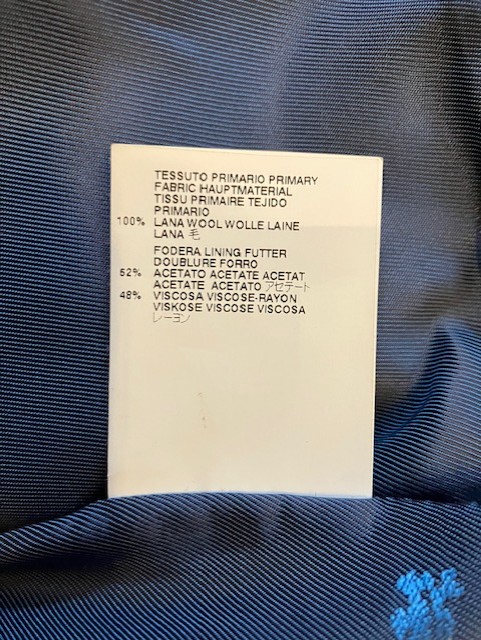 TESSUTO PRIMARIO PRIMARY
FABRIC HAUPTMATERIAL
TISSU PRIMAIRE TEJIDO
PRIMARIO
100% LANA WOOL WOLLE LAINE
LANA 毛
FODERA LINING FUTTER
DOUBLURE FORRO
52% ACETATO ACETATE ACETAT
ACETATE ACETATO アセテート
48% VISCOSA VISCOSE-RAYON
VISKOSE VISCOSE VISCOSA
レーヨン